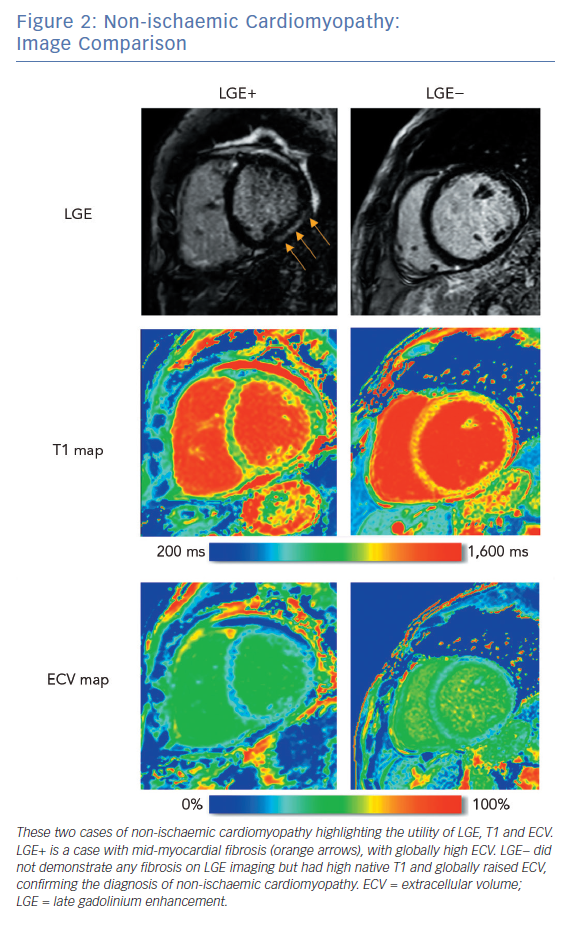 Figure 2: Non-ischaemic Cardiomyopathy:
Image Comparison
LGE+
LGE−
LGE
T1 map
200 ms
1,600 ms
ECV map
0%
100%
These two cases of non-ischaemic cardiomyopathy highlighting the utility of LGE, T1 and ECV.
LGE+ is a case with mid-myocardial fibrosis (orange arrows), with globally high ECV. LGE− did
not demonstrate any fibrosis on LGE imaging but had high native T1 and globally raised ECV,
confirming the diagnosis of non-ischaemic cardiomyopathy. ECV = extracellular volume;
LGE = late gadolinium enhancement.